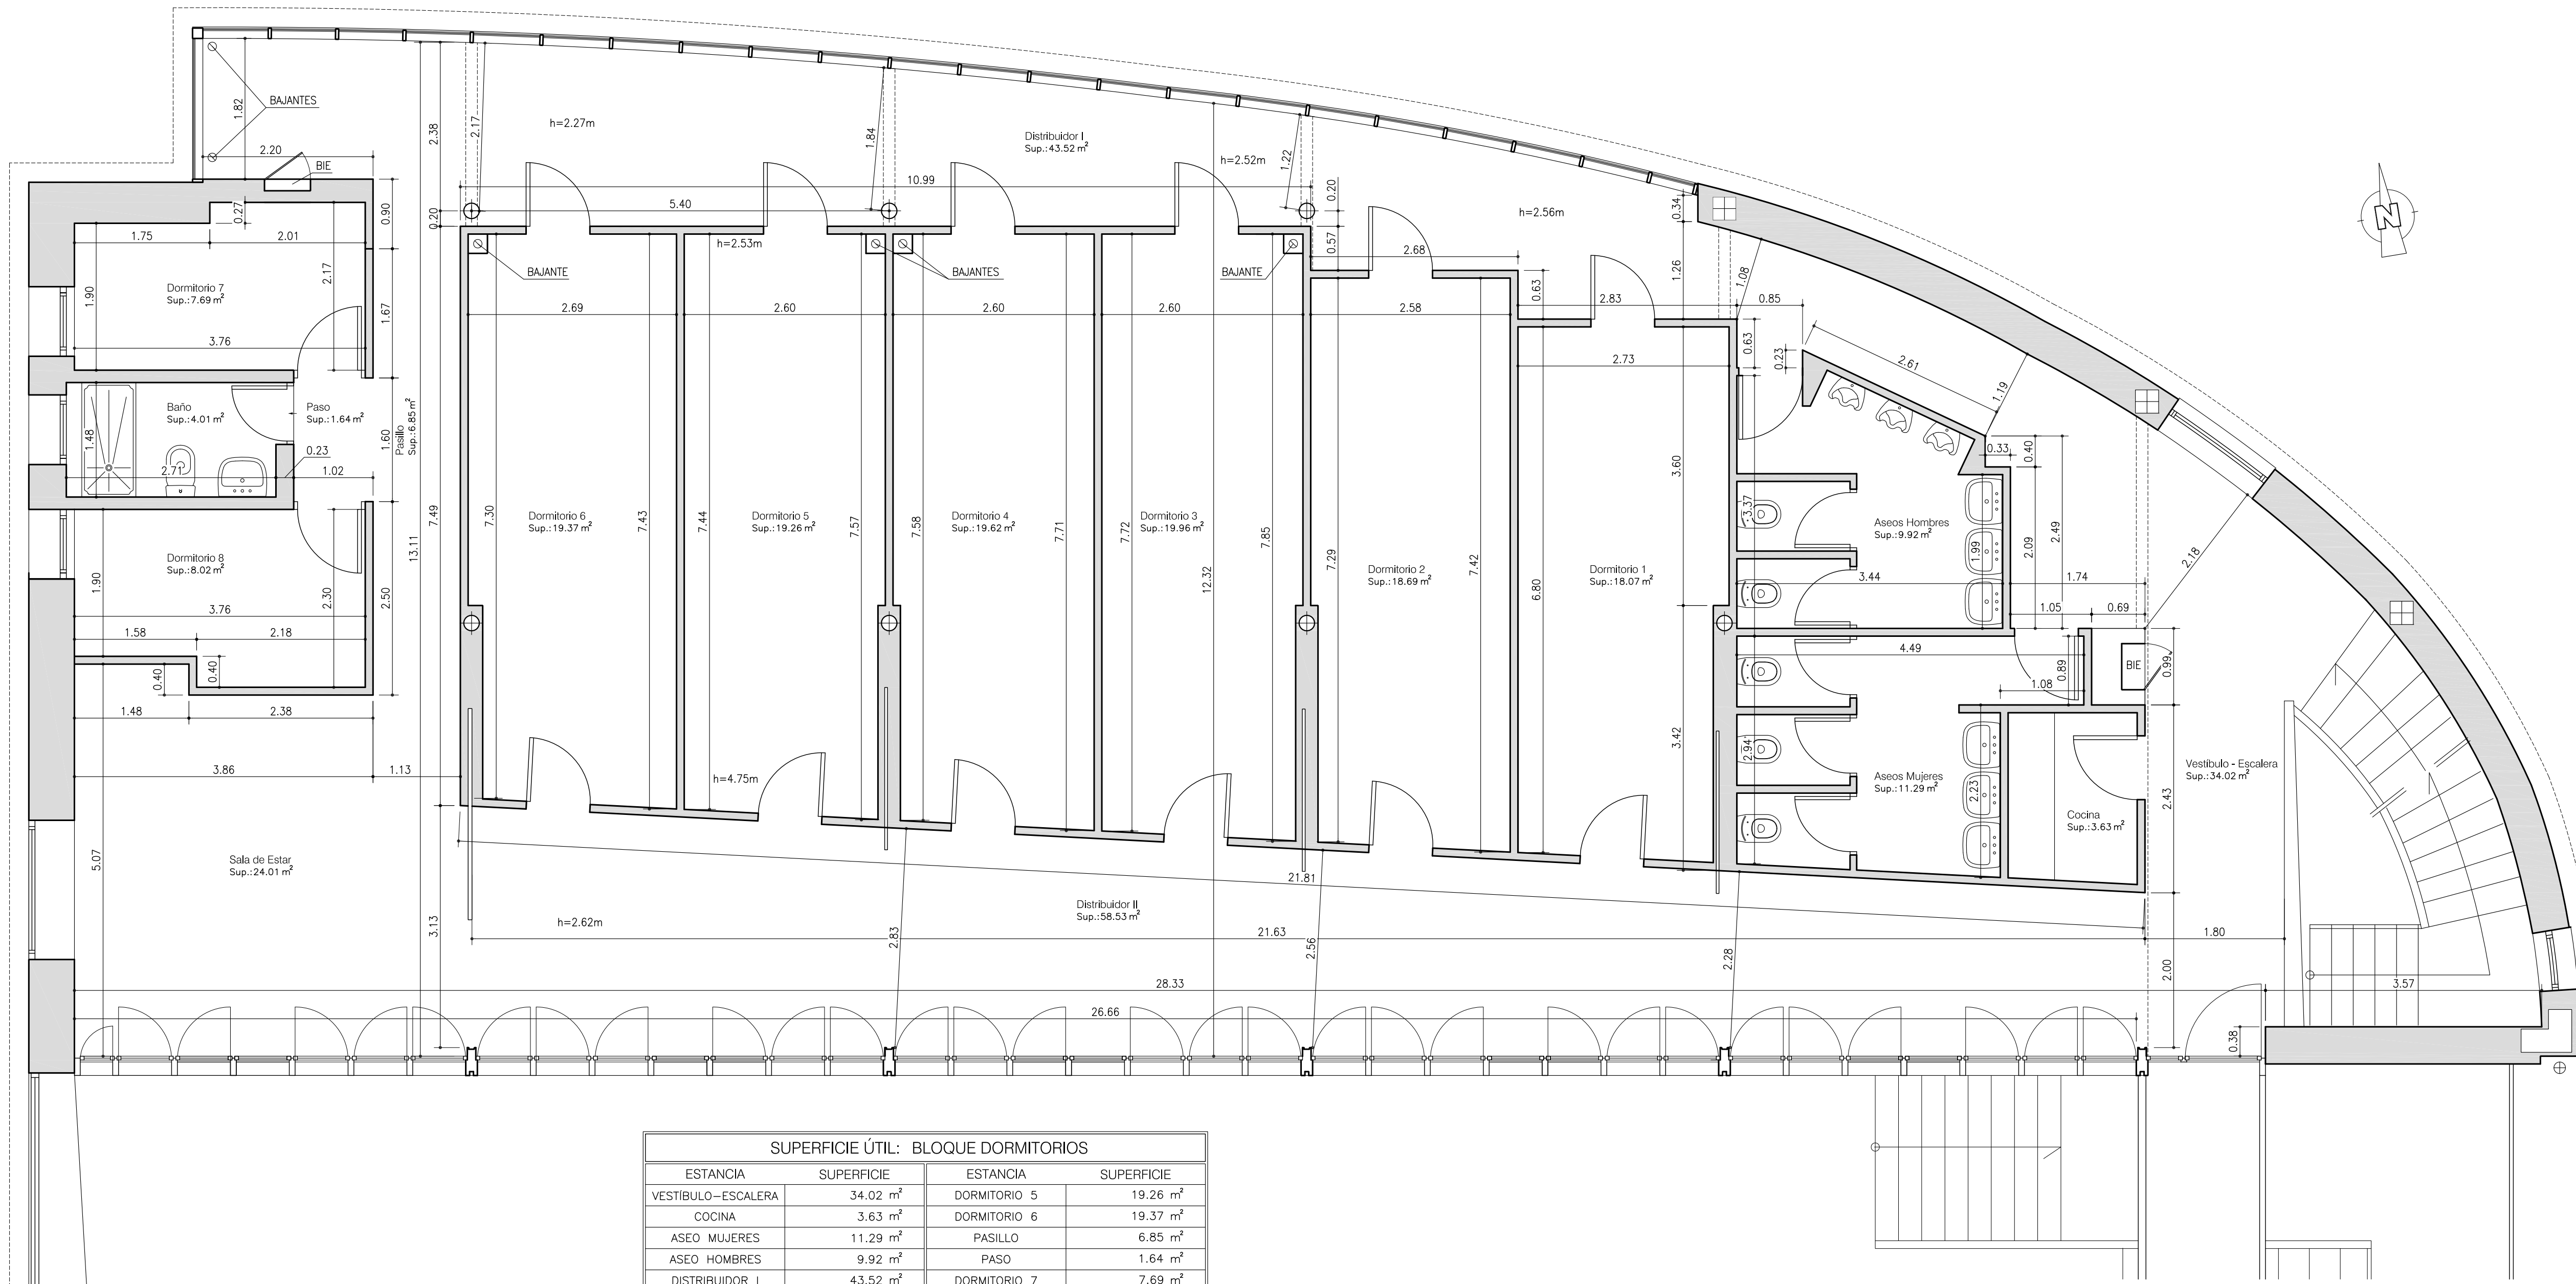 BAJANTES
1.82
2.20
BIE
2.38
2.17
h=2.27m
1.84
Distribuidor I
Sup.:43.52 m²
h=2.52m
1.22
10.99
5.40
0.20
0.20
0.57
h=2.56m
0.34
1.26
1.08
0.27
0.90
1.75
2.01
2.17
1.90
Dormitorio 7
Sup.:7.69 m²
1.67
3.76
BAJANTE
h=2.53m
BAJANTES
BAJANTE
2.68
0.63
2.83
0.85
2.69
2.60
2.60
2.60
2.58
2.73
0.63
0.23
2.61
1.19
N
Baño
Sup.:4.01 m²
Paso
Sup.:1.64 m²
Pasillo
Sup.:6.85 m²
1.48
2.71
0.23
1.02
1.60
7.49
13.11
7.30
Dormitorio 6
Sup.:19.37 m²
7.43
7.44
Dormitorio 5
Sup.:19.26 m²
7.57
7.58
Dormitorio 4
Sup.:19.62 m²
7.71
7.72
Dormitorio 3
Sup.:19.96 m²
7.85
12.32
7.29
Dormitorio 2
Sup.:18.69 m²
7.42
6.80
Dormitorio 1
Sup.:18.07 m²
3.60
3.37
3.42
2.94
Aseos Hombres
Sup.:9.92 m²
1.99
3.44
0.33
0.40
2.09
2.49
1.74
2.18
1.05
0.69
Dormitorio 8
Sup.:8.02 m²
1.90
3.76
1.58
2.18
2.30
2.50
0.40
0.40
1.48
2.38
3.86
1.13
h=4.75m
4.49
0.89
1.08
BIE
0.99
Aseos Mujeres
Sup.:11.29 m²
2.23
Cocina
Sup.:3.63 m²
2.43
Vestíbulo - Escalera
Sup.:34.02 m²
Sala de Estar
Sup.:24.01 m²
5.07
3.13
h=2.62m
21.81
Distribuidor II
Sup.:58.53 m²
2.83
21.63
2.56
2.28
1.80
2.00
28.33
3.57
26.66
0.38
SUPERFICIE ÚTIL: BLOQUE DORMITORIOS
ESTANCIA SUPERFICIE ESTANCIA SUPERFICIE
VESTÍBULO-ESCALERA 34.02 m² DORMITORIO 5 19.26 m²
COCINA 3.63 m² DORMITORIO 6 19.37 m²
ASEO MUJERES 11.29 m² PASILLO 6.85 m²
ASEO HOMBRES 9.92 m² PASO 1.64 m²
DISTRIBUIDOR I 43.52 m² DORMITORIO 7 7.69 m²